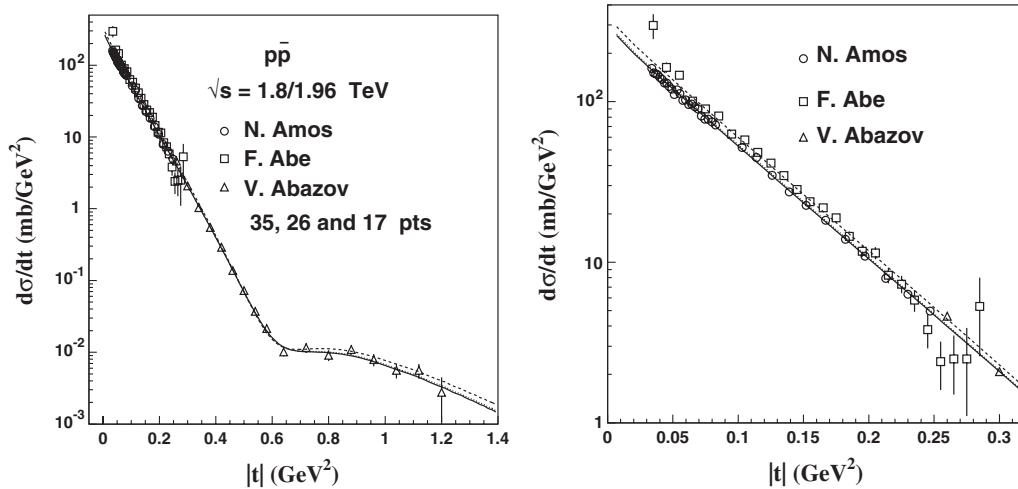 dσ/dt (mb/GeV²)
10²
10
1
10⁻¹
10⁻²
10⁻³
pp̄
√s = 1.8/1.96 TeV
N. Amos
F. Abe
V. Abazov
35, 26 and 17 pts
0 0.2 0.4 0.6 0.8 1 1.2 1.4
|t| (GeV²)
dσ/dt (mb/GeV²)
10²
10
1
N. Amos
F. Abe
V. Abazov
0 0.05 0.1 0.15 0.2 0.25 0.3
|t| (GeV²)